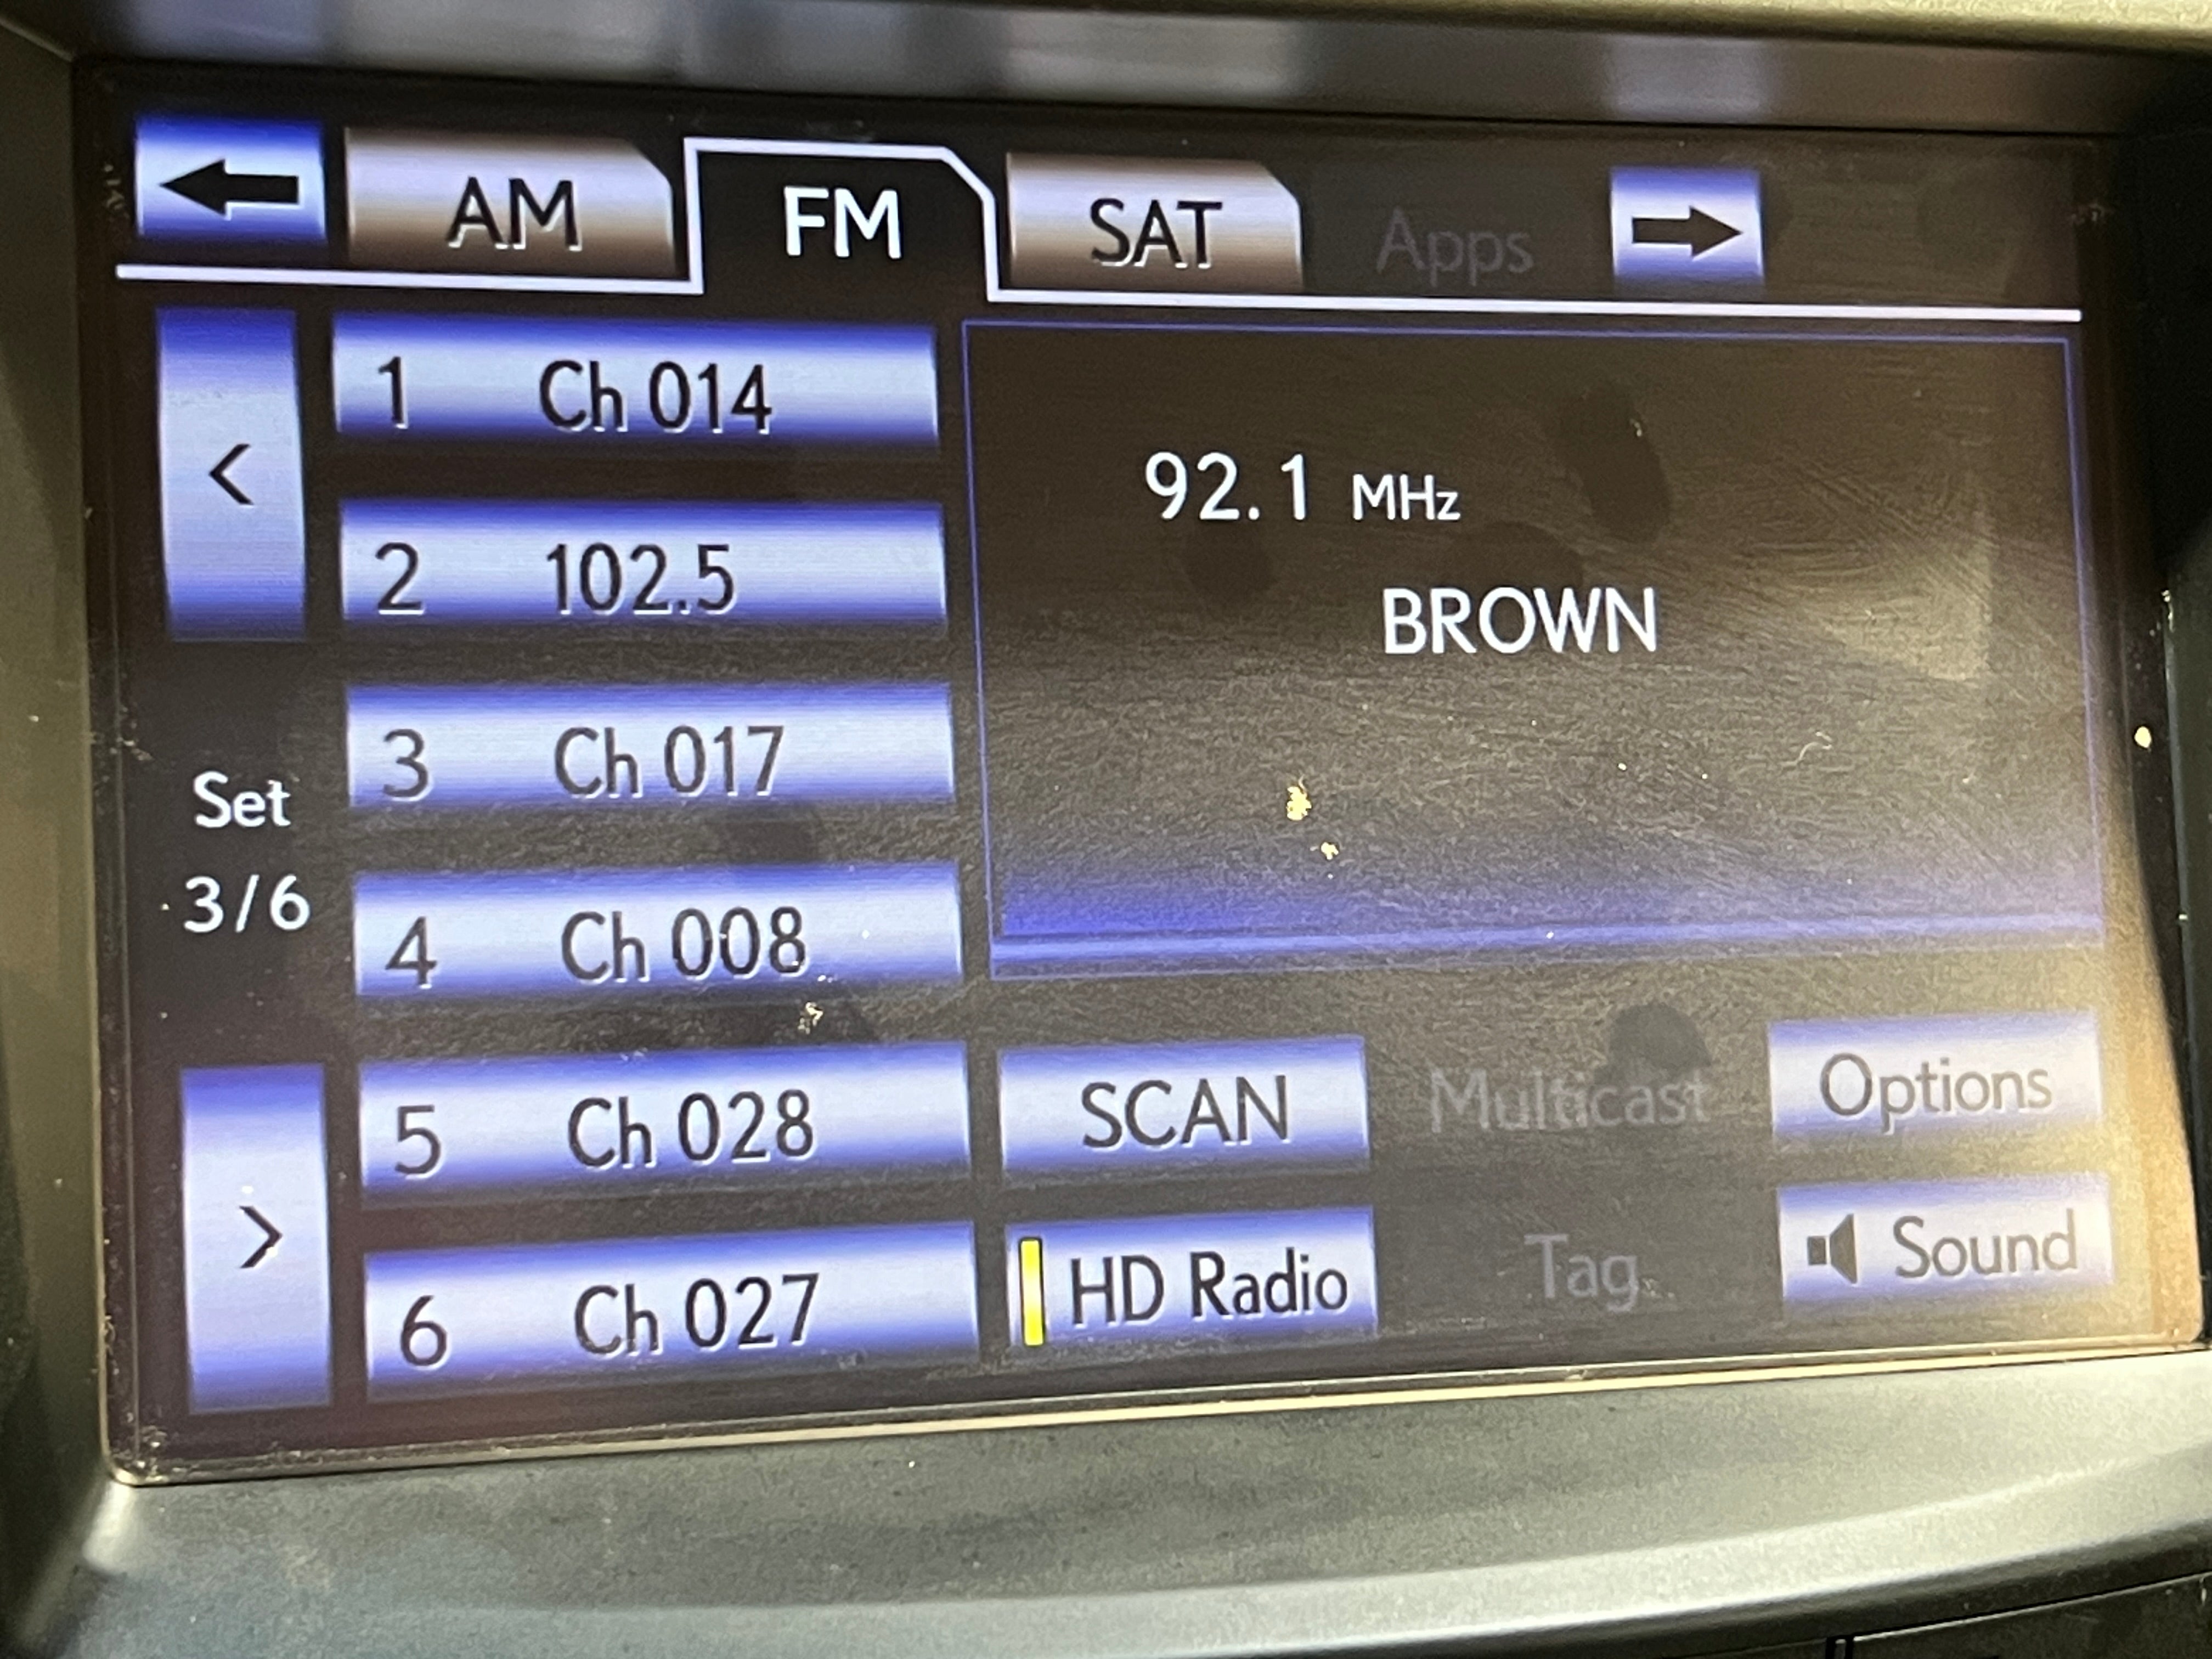 AM FM SAT Apps
1 Ch 014
2 102.5
3 Ch 017
4 Ch 008
5 Ch 028
6 Ch 027
<
Set
3/6
>
92.1 MHz
BROWN
SCAN Multicast Options
HD Radio Tag Sound